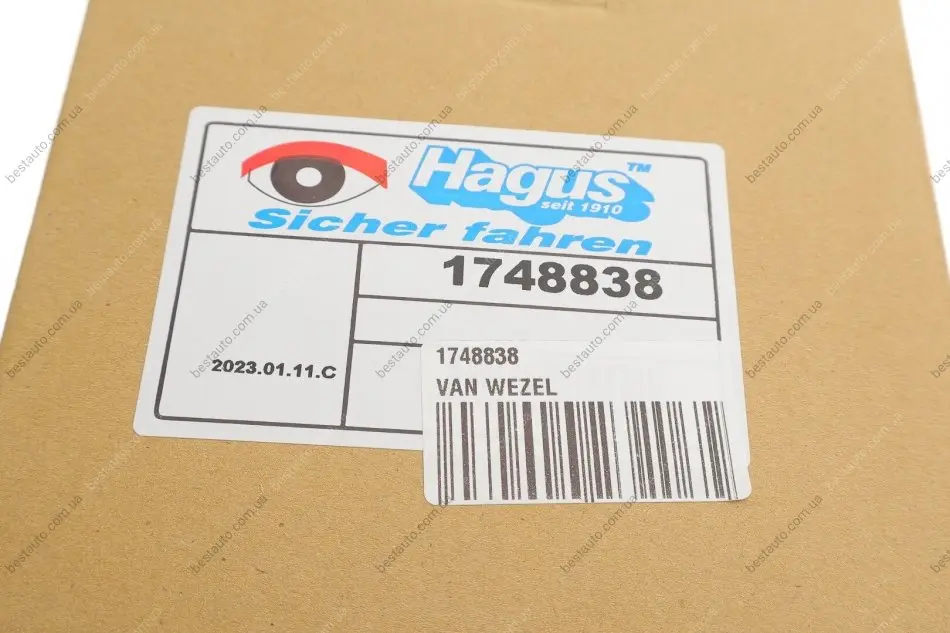 Hagus™
seit 1910
Sicher fahren
1748838
2023.01.11.C
1748838
VAN WEZEL
bestauto.com.ua